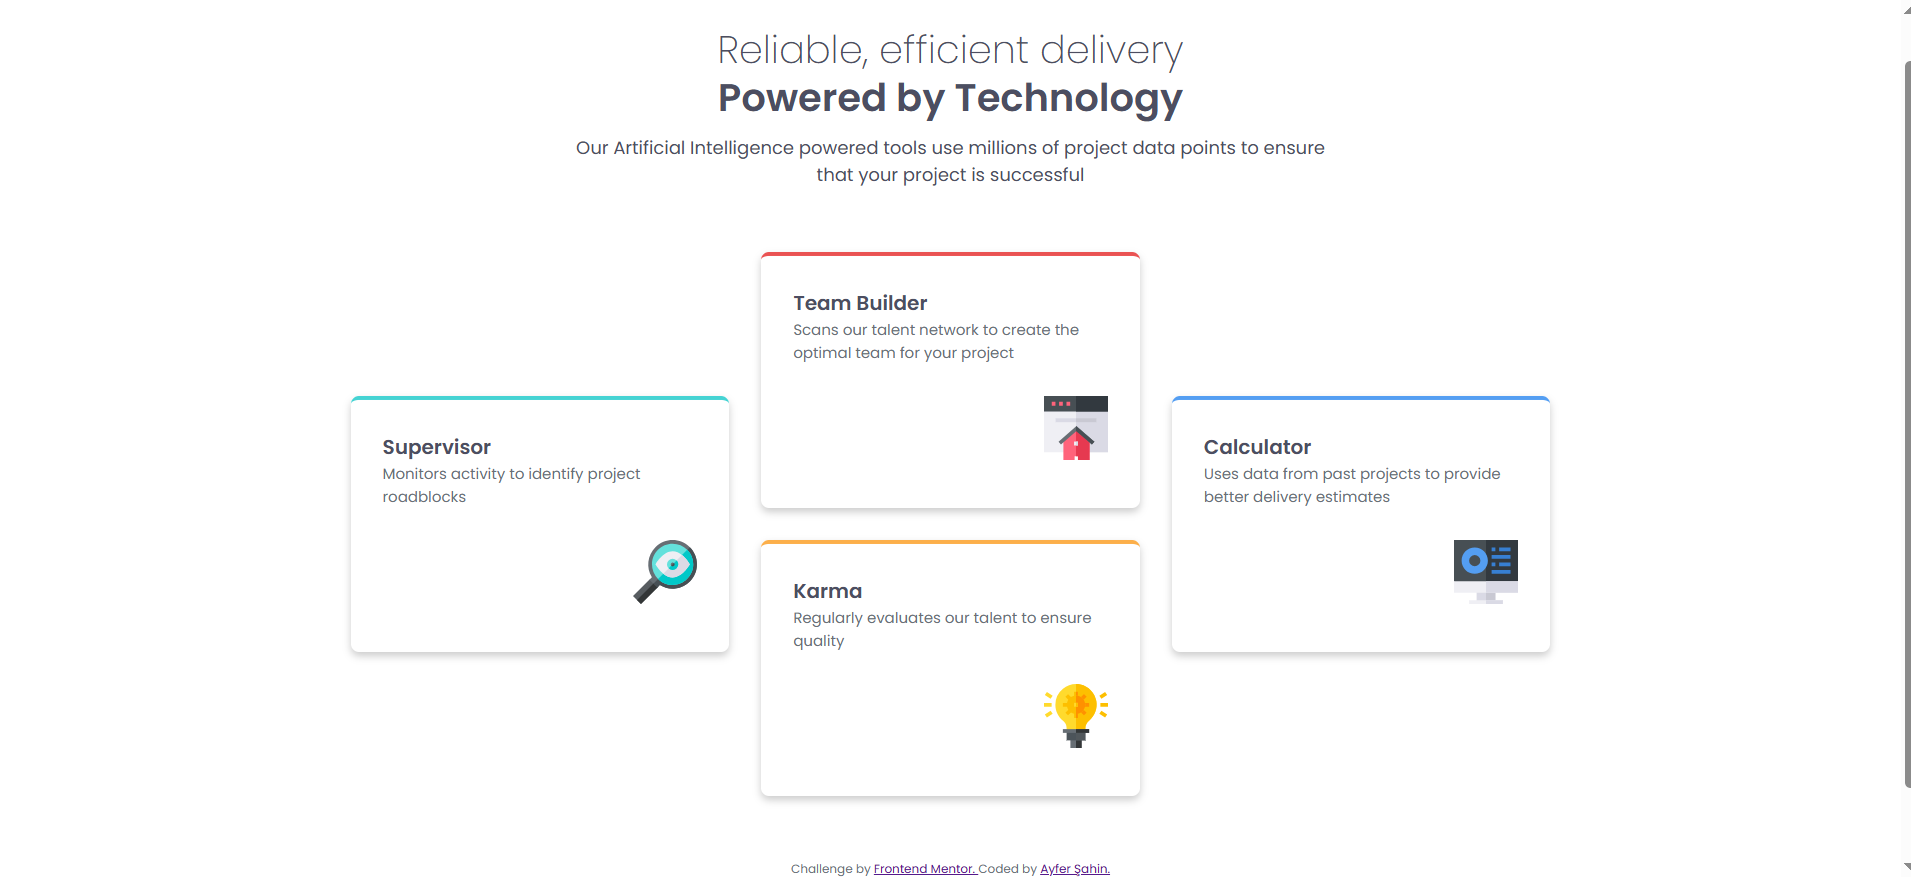 Reliable, efficient delivery
Powered by Technology
Our Artificial Intelligence powered tools use millions of project data points to ensure
that your project is successful
Team Builder
Scans our talent network to create the
optimal team for your project
Supervisor
Monitors activity to identify project
roadblocks
Calculator
Uses data from past projects to provide
better delivery estimates
Karma
Regularly evaluates our talent to ensure
quality
Challenge by Frontend Mentor. Coded by Ayfer Şahin.